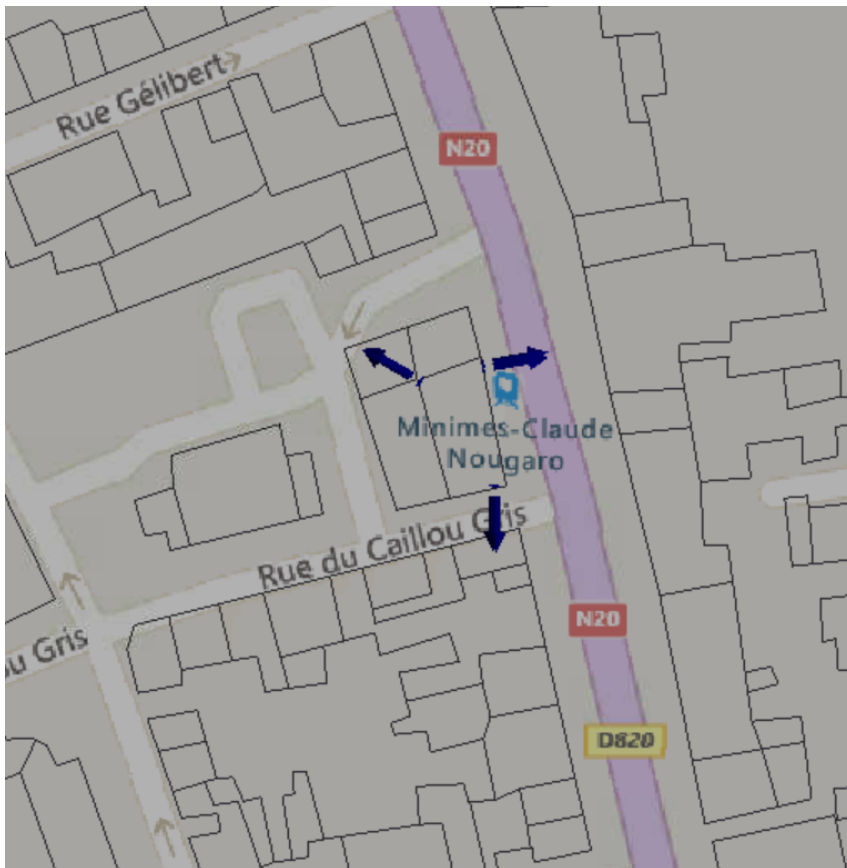 Rue Gélibert
N20
Minimes-Claude
Nougaro
Rue du Caillou Gris
N20
ou Gris
D820